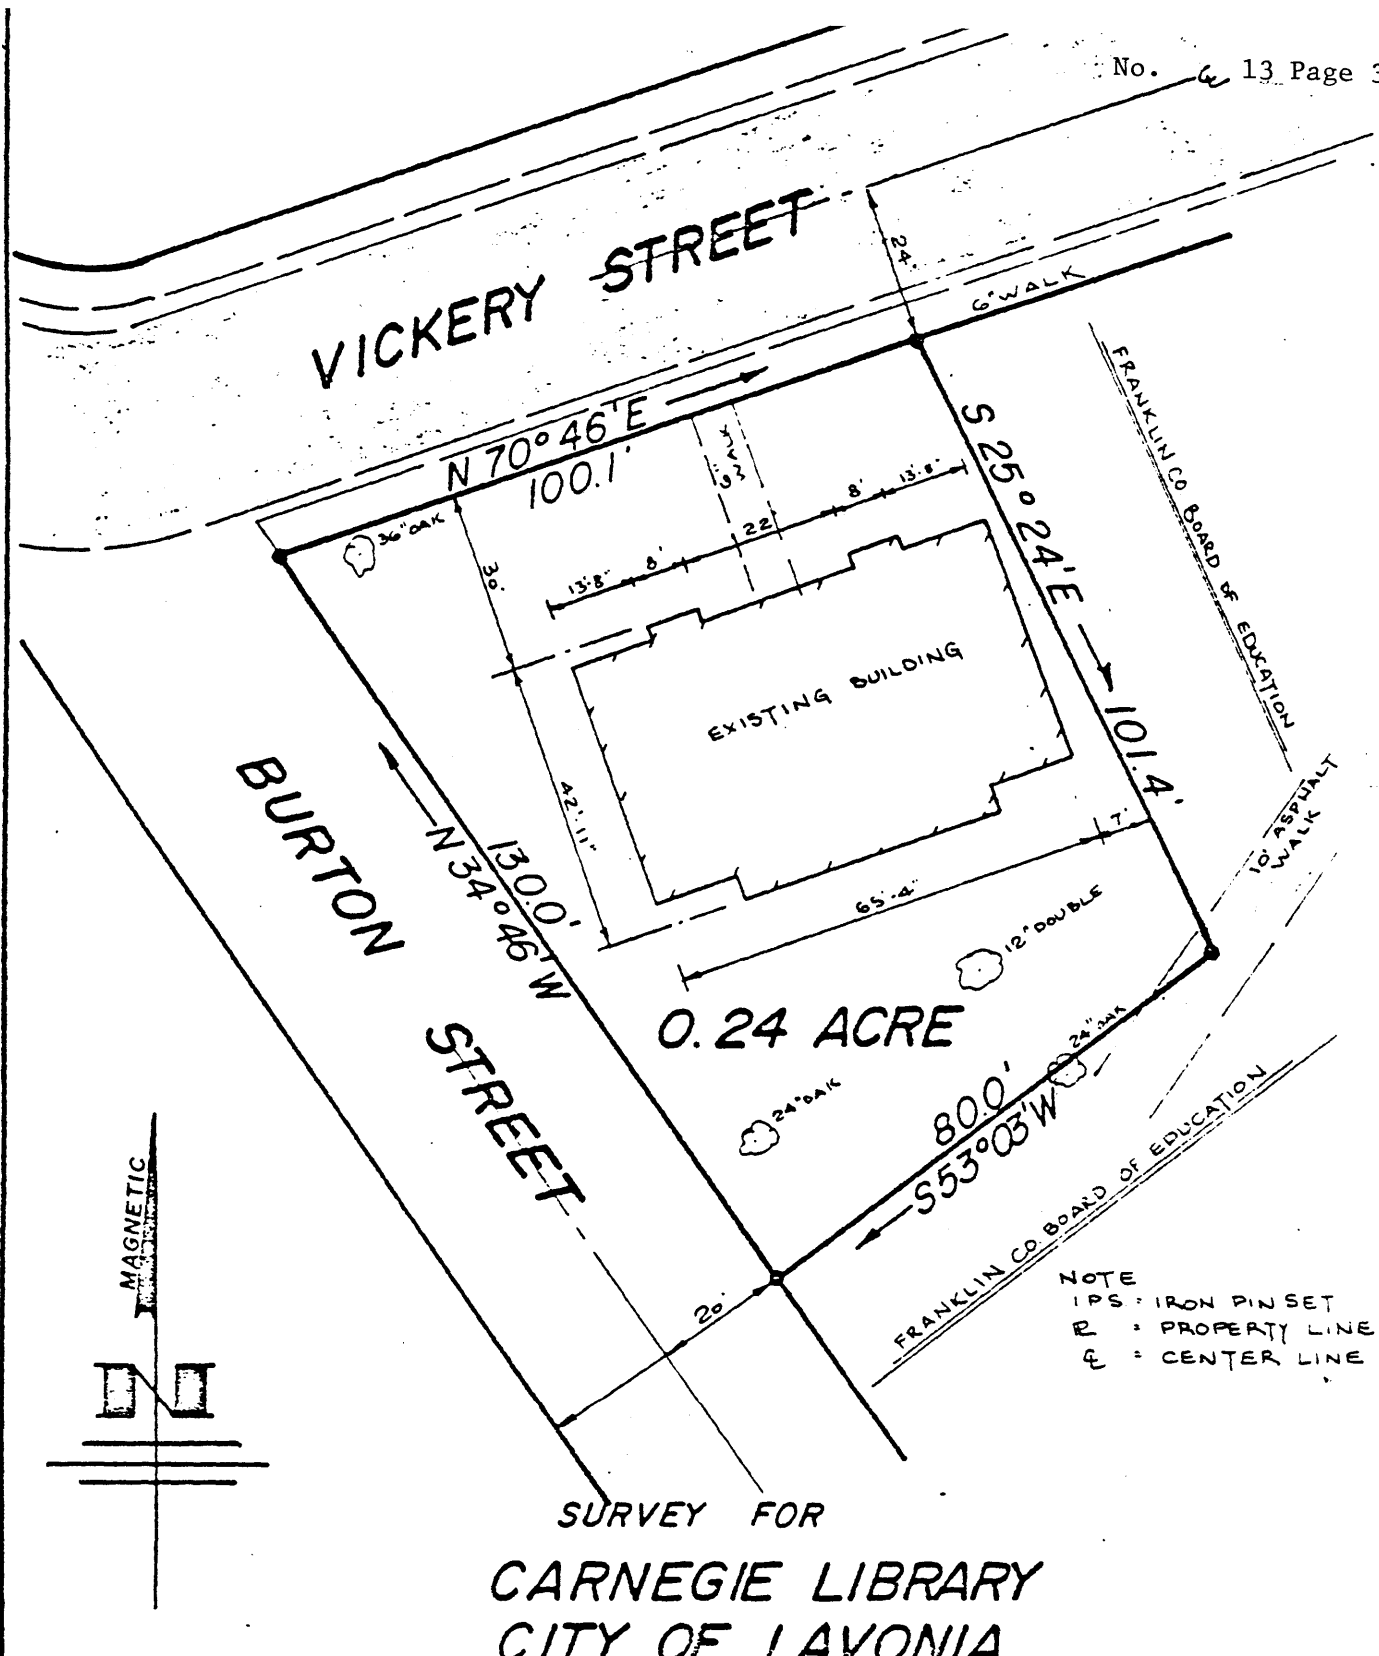 No. 13 Page 3
VICKERY STREET
24'
6' WALK
N 70° 46' E
100.1'
WALK
6'
36" OAK
30'
13'-8"
8'
22
8'
13'-8"
S 25° 24' E
101.4'
FRANKLIN CO BOARD OF EDUCATION
EXISTING BUILDING
42'-11"
65'-4"
7'
10' ASPHALT
WALK
BURTON STREET
130.0'
N 34° 46' W
12" DOUBLE
0.24 ACRE
24" OAK
24" OAK
80.0'
S 53° 03' W
FRANKLIN CO. BOARD OF EDUCATION
20'
MAGNETIC
N
NOTE
IPS = IRON PIN SET
PL = PROPERTY LINE
CL = CENTER LINE
SURVEY FOR
CARNEGIE LIBRARY
CITY OF LAVONIA